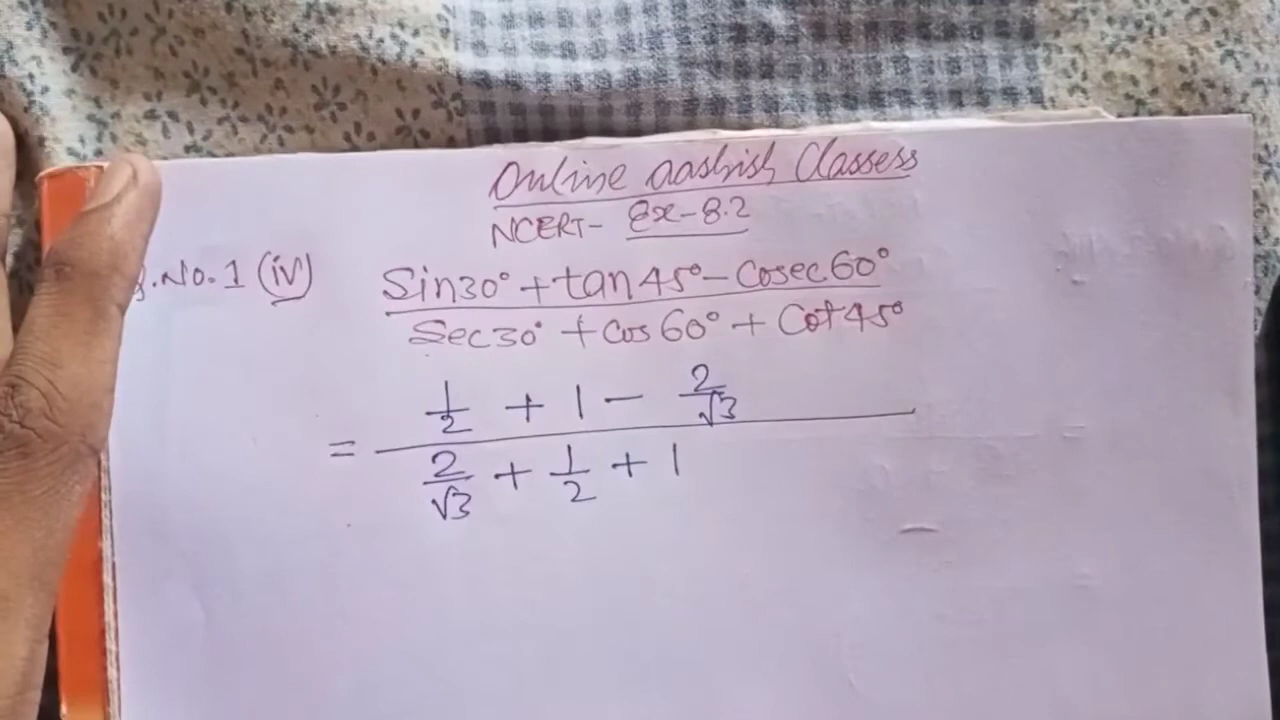 Online aashish Classess
NCERT- Ex-8.2
Q.No.1 (iv) Sin30° + tan45° - Cosec60°
Sec30° + Cos60° + Cot45°
1/2 + 1 - 2/√3
=
2/√3 + 1/2 + 1